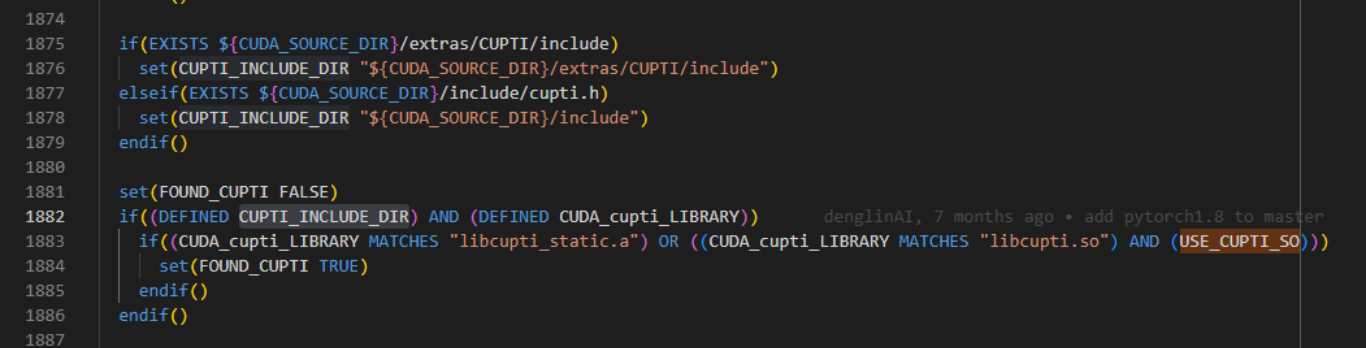 1874
1875 if(EXISTS ${CUDA_SOURCE_DIR}/extras/CUPTI/include)
1876 set(CUPTI_INCLUDE_DIR "${CUDA_SOURCE_DIR}/extras/CUPTI/include")
1877 elseif(EXISTS ${CUDA_SOURCE_DIR}/include/cupti.h)
1878 set(CUPTI_INCLUDE_DIR "${CUDA_SOURCE_DIR}/include")
1879 endif()
1880
1881 set(FOUND_CUPTI FALSE)
1882 if((DEFINED CUPTI_INCLUDE_DIR) AND (DEFINED CUDA_cupti_LIBRARY)) denglinAI, 7 months ago • add pytorch1.8 to master
1883 if((CUDA_cupti_LIBRARY MATCHES "libcupti_static.a") OR ((CUDA_cupti_LIBRARY MATCHES "libcupti.so") AND (USE_CUPTI_SO)))
1884 set(FOUND_CUPTI TRUE)
1885 endif()
1886 endif()
1887